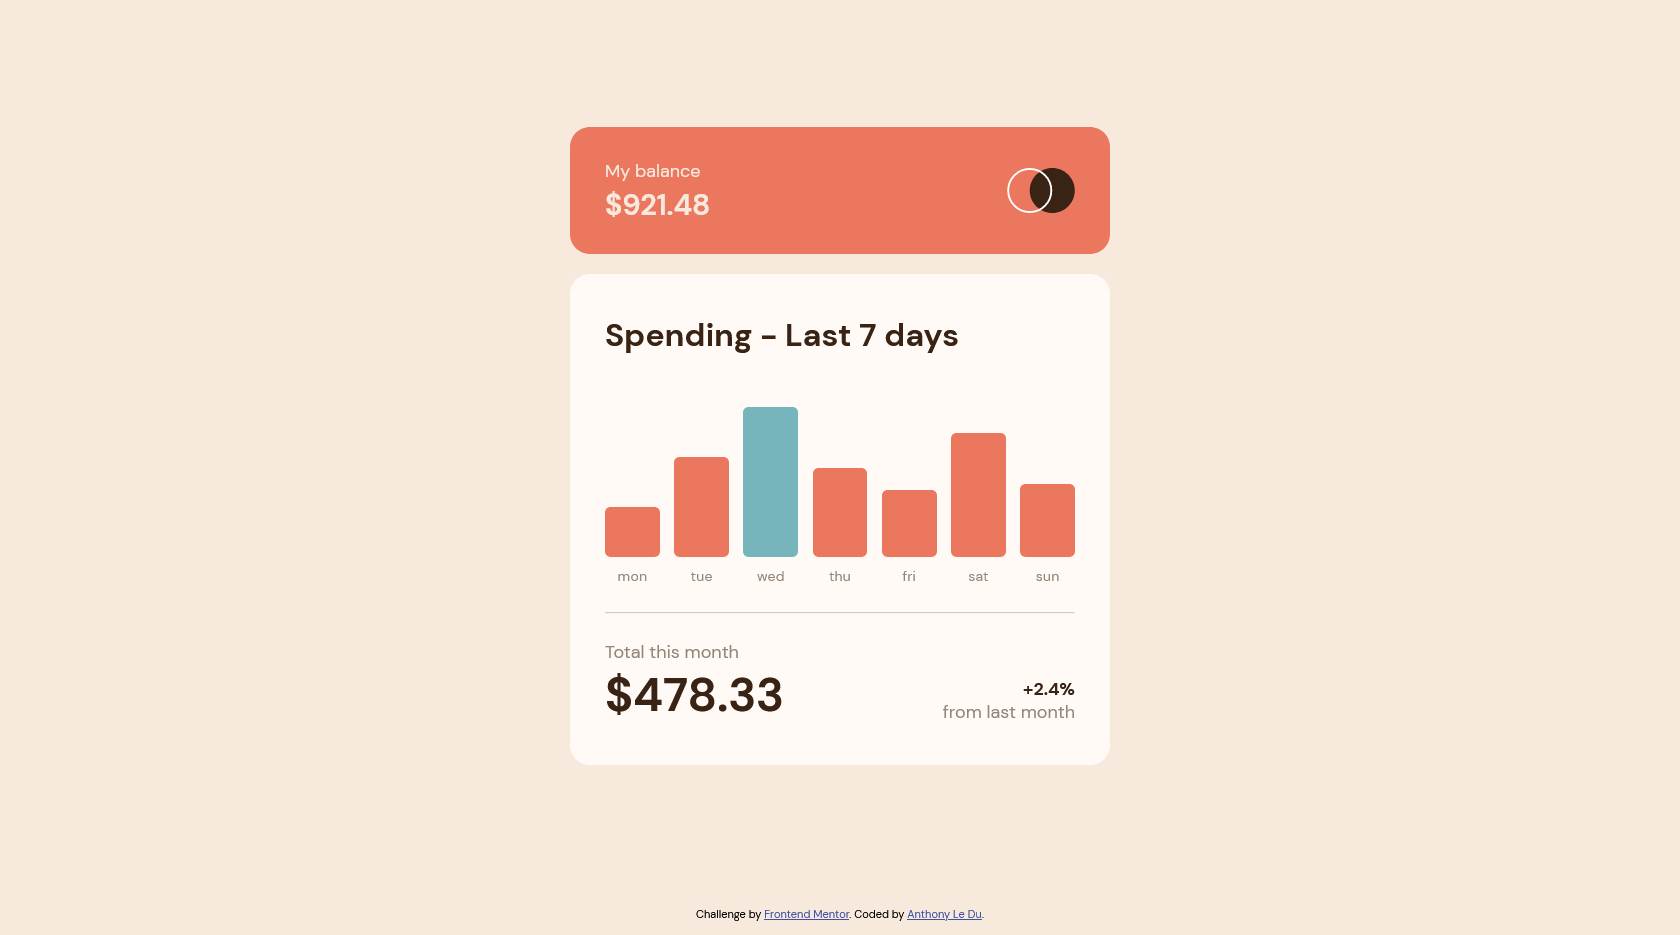 My balance
$921.48
Spending - Last 7 days
mon tue wed thu fri sat sun
Total this month
$478.33
+2.4%
from last month
Challenge by Frontend Mentor. Coded by Anthony Le Du.